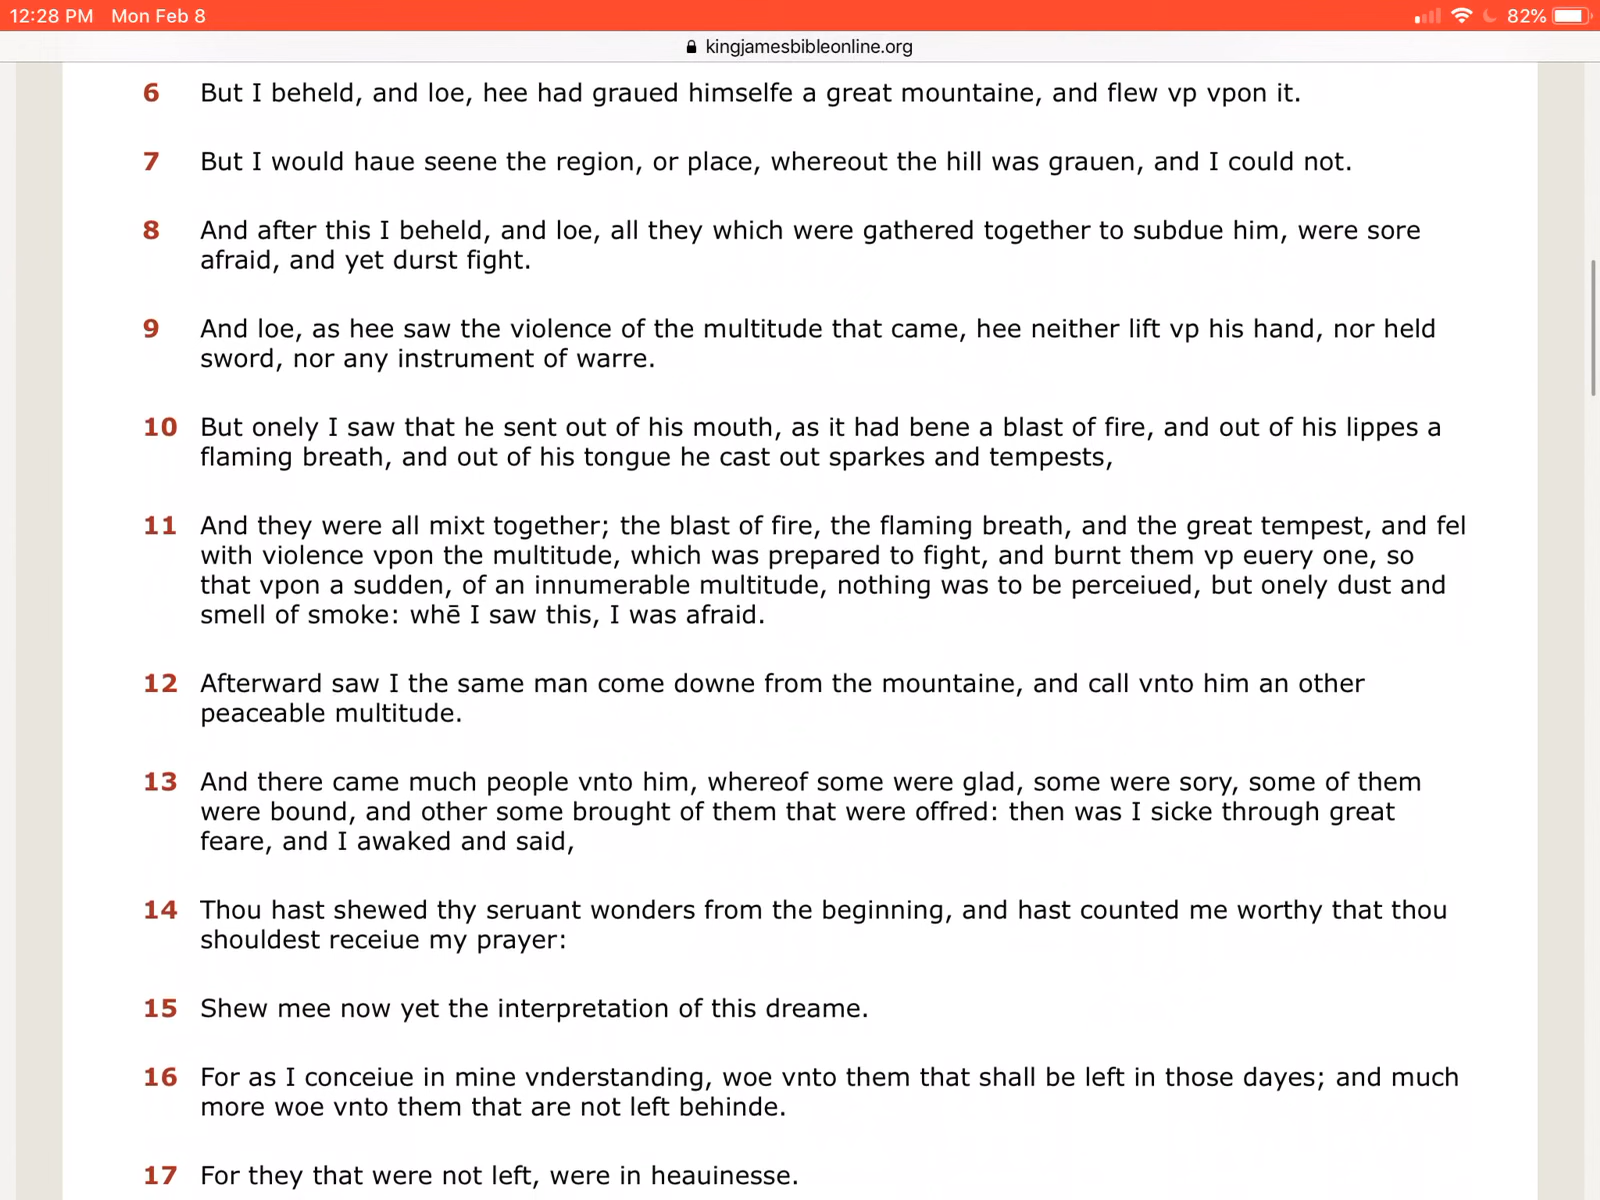 12:28 PM Mon Feb 8 82%
kingjamesbibleonline.org
6 But I beheld, and loe, hee had graued himselfe a great mountaine, and flew vp vpon it.
7 But I would haue seene the region, or place, whereout the hill was grauen, and I could not.
8 And after this I beheld, and loe, all they which were gathered together to subdue him, were sore
afraid, and yet durst fight.
9 And loe, as hee saw the violence of the multitude that came, hee neither lift vp his hand, nor held
sword, nor any instrument of warre.
10 But onely I saw that he sent out of his mouth, as it had bene a blast of fire, and out of his lippes a
flaming breath, and out of his tongue he cast out sparkes and tempests,
11 And they were all mixt together; the blast of fire, the flaming breath, and the great tempest, and fel
with violence vpon the multitude, which was prepared to fight, and burnt them vp euery one, so
that vpon a sudden, of an innumerable multitude, nothing was to be perceiued, but onely dust and
smell of smoke: whē I saw this, I was afraid.
12 Afterward saw I the same man come downe from the mountaine, and call vnto him an other
peaceable multitude.
13 And there came much people vnto him, whereof some were glad, some were sory, some of them
were bound, and other some brought of them that were offred: then was I sicke through great
feare, and I awaked and said,
14 Thou hast shewed thy seruant wonders from the beginning, and hast counted me worthy that thou
shouldest receiue my prayer:
15 Shew mee now yet the interpretation of this dreame.
16 For as I conceiue in mine vnderstanding, woe vnto them that shall be left in those dayes; and much
more woe vnto them that are not left behinde.
17 For they that were not left, were in heauinesse.